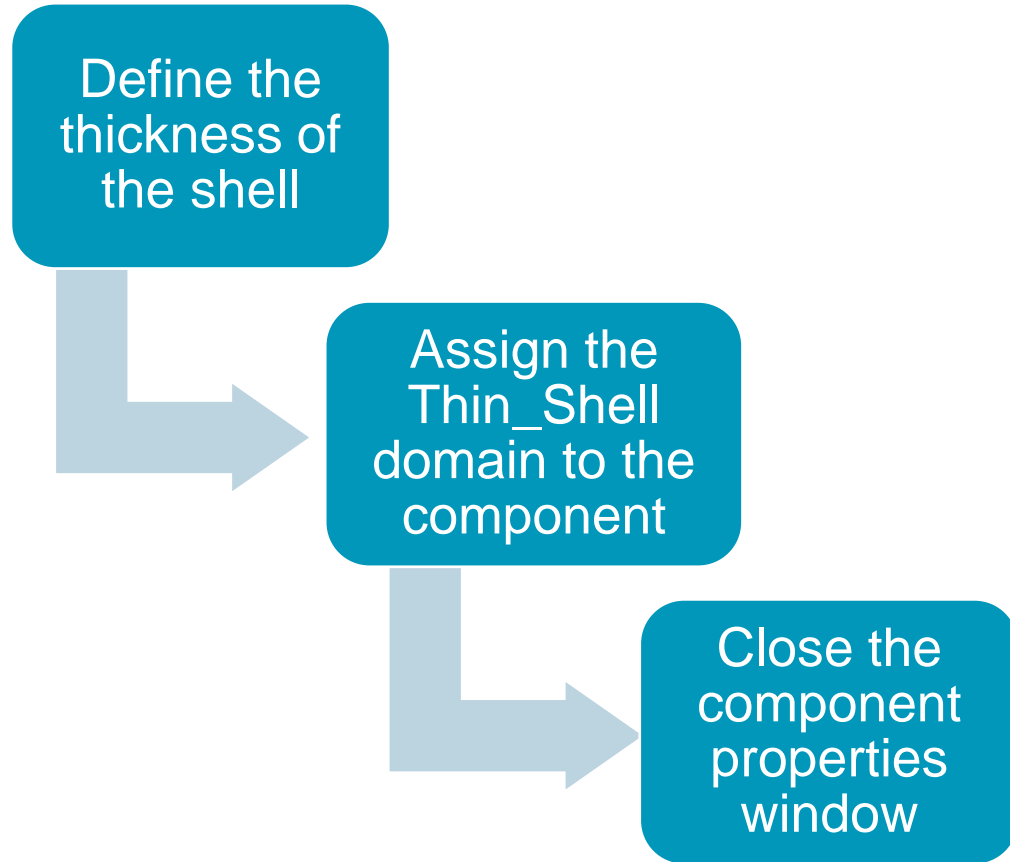 Define the
thickness of
the shell
Assign the
Thin_Shell
domain to the
component
Close the
component
properties
window